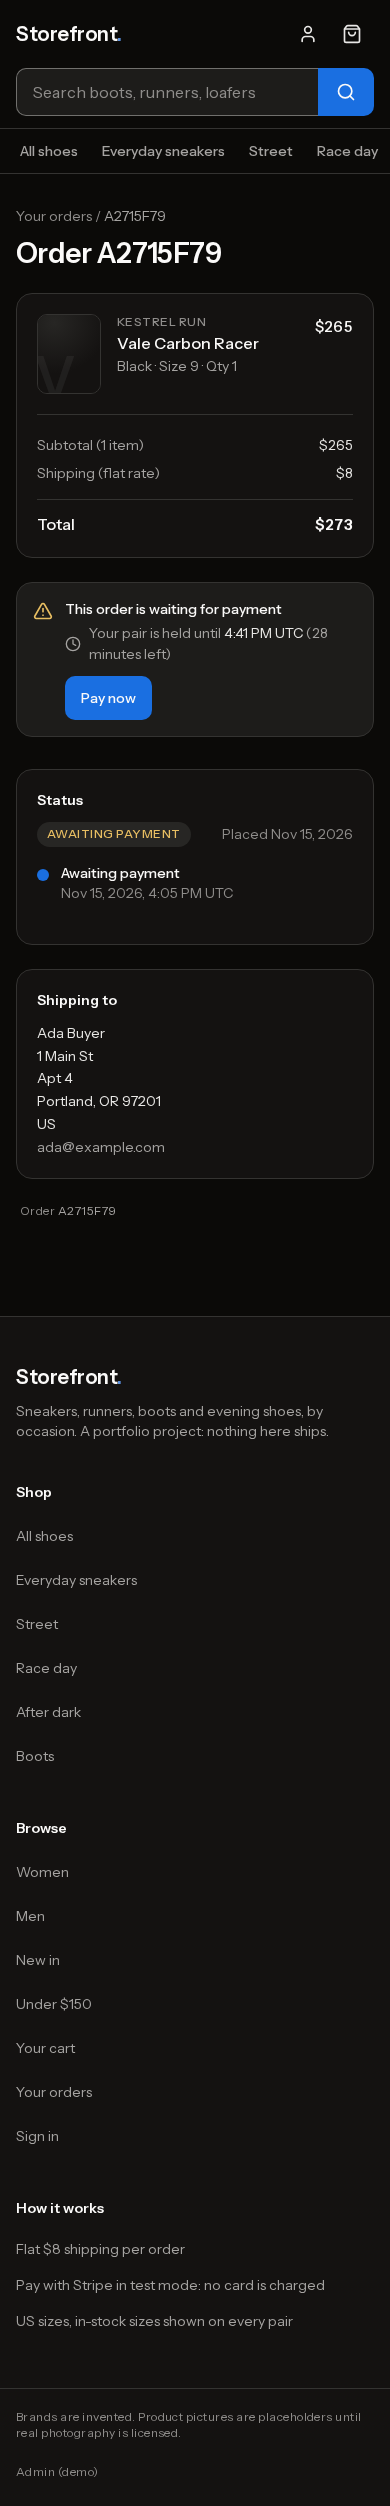 Storefront.
Search boots, runners, loafers
All shoes Everyday sneakers Street Race day
Your orders / A2715F79
Order A2715F79
KESTREL RUN
Vale Carbon Racer
Black · Size 9 · Qty 1
$265
V
Subtotal (1 item) $265
Shipping (flat rate) $8
Total $273
This order is waiting for payment
Your pair is held until 4:41 PM UTC (28
minutes left)
Pay now
Status
AWAITING PAYMENT Placed Nov 15, 2026
Awaiting payment
Nov 15, 2026, 4:05 PM UTC
Shipping to
Ada Buyer
1 Main St
Apt 4
Portland, OR 97201
US
ada@example.com
Order A2715F79
Storefront.
Sneakers, runners, boots and evening shoes, by
occasion. A portfolio project: nothing here ships.
Shop
All shoes
Everyday sneakers
Street
Race day
After dark
Boots
Browse
Women
Men
New in
Under $150
Your cart
Your orders
Sign in
How it works
Flat $8 shipping per order
Pay with Stripe in test mode: no card is charged
US sizes, in-stock sizes shown on every pair
Brands are invented. Product pictures are placeholders until
real photography is licensed.
Admin (demo)